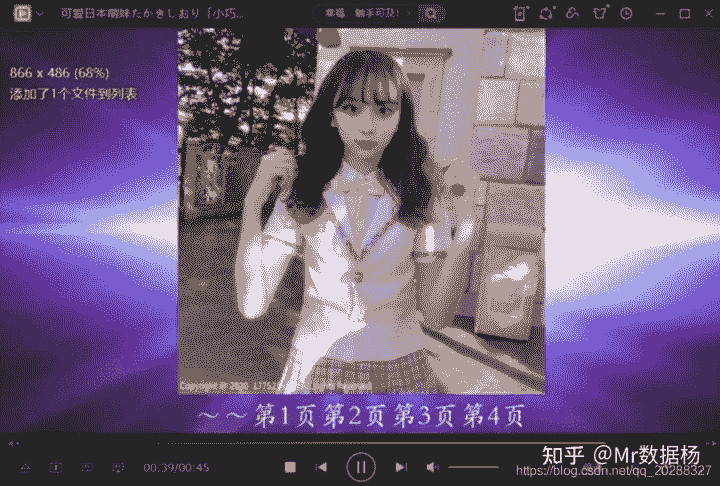 可爱日本萌妹たかきしおり「小巧...
幸福，触手可及！
866 x 486 (68%)
添加了1个文件到列表
Copyright © 2020
～～第1页第2页第3页第4页
00:39/00:45
知乎 @Mr数据杨
https://blog.csdn.net/qq_20288327